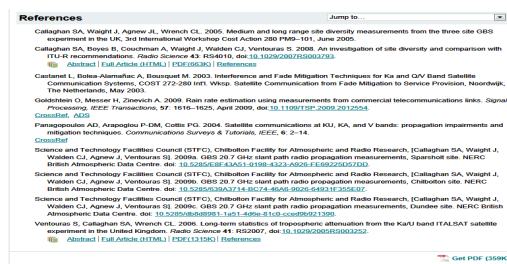 References
Jump to...
Callaghan SA, Waight J, Agnew JL, Wrench CL. 2005. Medium and long range site diversity measurements from the three site GBS
experiment in the UK, 3rd International Workshop Cost Action 280 PM9–101, June 2005.
Callaghan SA, Boyes B, Couchman A, Waight J, Walden CJ, Ventouras S. 2008. An investigation of site diversity and comparison with
ITU-R recommendations. Radio Science 43: RS4010, doi:10.1029/2007RS003793.
Abstract | Full Article (HTML) | PDF(663K) | References
Castanet L, Bolea-Alamañac A, Bousquet M. 2003. Interference and Fade Mitigation Techniques for Ka and Q/V Band Satellite
Communication Systems, COST 272-280 Int'l. Wksp. Satellite Communication from Fade Mitigation to Service Provision, Noordwijk,
The Netherlands, May 2003.
Goldshtein O, Messer H, Zinevich A. 2009. Rain rate estimation using measurements from commercial telecommunications links. Signal
Processing, IEEE Transactions, 57: 1616–1625, April 2009, doi:10.1109/TSP.2009.2012554.
CrossRef, ADS
Panagopoulos AD, Arapoglou P-DM, Cottis PG. 2004. Satellite communications at KU, KA, and V bands: propagation impairments and
mitigation techniques. Communications Surveys & Tutorials, IEEE, 6: 2–14.
CrossRef
Science and Technology Facilities Council (STFC), Chilbolton Facility for Atmospheric and Radio Research, [Callaghan SA, Waight J,
Walden CJ, Agnew J, Ventouras S]. 2009a. GBS 20.7 GHz slant path radio propagation measurements, Sparsholt site. NERC
British Atmospheric Data Centre. doi: 10.5285/E8F43A51-0198-4323-A926-FE69225D57DD.
Science and Technology Facilities Council (STFC), Chilbolton Facility for Atmospheric and Radio Research, [Callaghan SA, Waight J,
Walden CJ, Agnew J, Ventouras S]. 2009b. GBS 20.7 GHz slant path radio propagation measurements, Chilbolton site. NERC
British Atmospheric Data Centre. doi: 10.5285/639A3714-BC74-46A6-9026-64931F355E07.
Science and Technology Facilities Council (STFC), Chilbolton Facility for Atmospheric and Radio Research, [Callaghan SA, Waight J,
Walden CJ, Agnew J, Ventouras S]. 2009c. GBS 20.7 GHz slant path radio propagation measurements, Dundee site. NERC British
Atmospheric Data Centre. doi: 10.5285/db8d8981-1a51-4d6e-81c0-cced9b921390.
Ventouras S, Callaghan SA, Wrench CL. 2006. Long-term statistics of tropospheric attenuation from the Ka/U band ITALSAT satellite
experiment in the United Kingdom. Radio Science 41: RS2007, doi:10.1029/2005RS003252.
Abstract | Full Article (HTML) | PDF(1315K) | References
Get PDF (359K